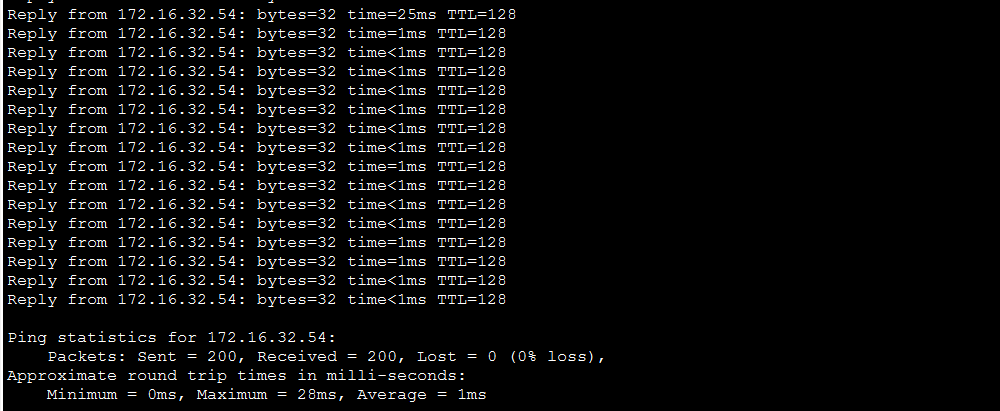 Reply from 172.16.32.54: bytes=32 time=25ms TTL=128
Reply from 172.16.32.54: bytes=32 time=1ms TTL=128
Reply from 172.16.32.54: bytes=32 time<1ms TTL=128
Reply from 172.16.32.54: bytes=32 time<1ms TTL=128
Reply from 172.16.32.54: bytes=32 time<1ms TTL=128
Reply from 172.16.32.54: bytes=32 time<1ms TTL=128
Reply from 172.16.32.54: bytes=32 time<1ms TTL=128
Reply from 172.16.32.54: bytes=32 time<1ms TTL=128
Reply from 172.16.32.54: bytes=32 time=1ms TTL=128
Reply from 172.16.32.54: bytes=32 time<1ms TTL=128
Reply from 172.16.32.54: bytes=32 time<1ms TTL=128
Reply from 172.16.32.54: bytes=32 time<1ms TTL=128
Reply from 172.16.32.54: bytes=32 time=1ms TTL=128
Reply from 172.16.32.54: bytes=32 time=1ms TTL=128
Reply from 172.16.32.54: bytes=32 time<1ms TTL=128
Reply from 172.16.32.54: bytes=32 time<1ms TTL=128
Ping statistics for 172.16.32.54:
Packets: Sent = 200, Received = 200, Lost = 0 (0% loss),
Approximate round trip times in milli-seconds:
Minimum = 0ms, Maximum = 28ms, Average = 1ms